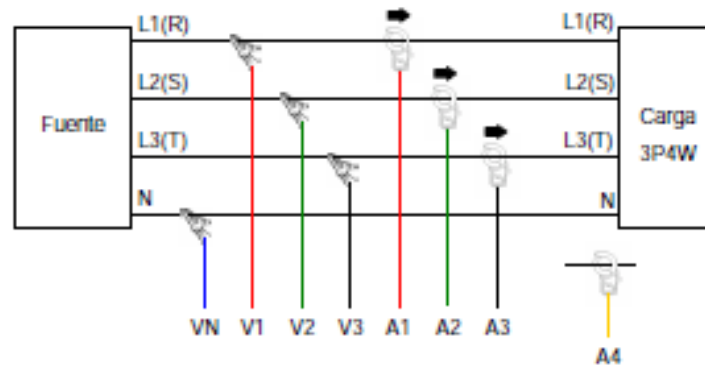 L1(R) L1(R)
L2(S) L2(S)
Fuente Carga
L3(T) L3(T) 3P4W
N N
VN V1 V2 V3 A1 A2 A3
A4